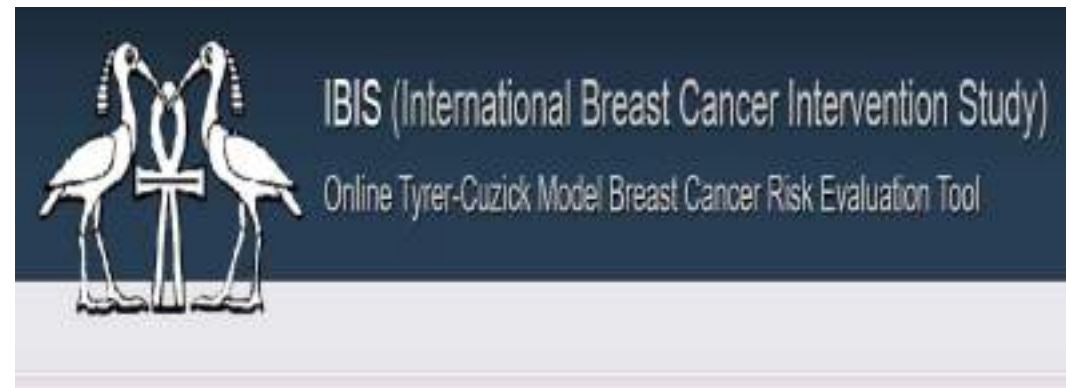 IBIS (International Breast Cancer Intervention Study)
Online Tyrer-Cuzick Model Breast Cancer Risk Evaluation Tool